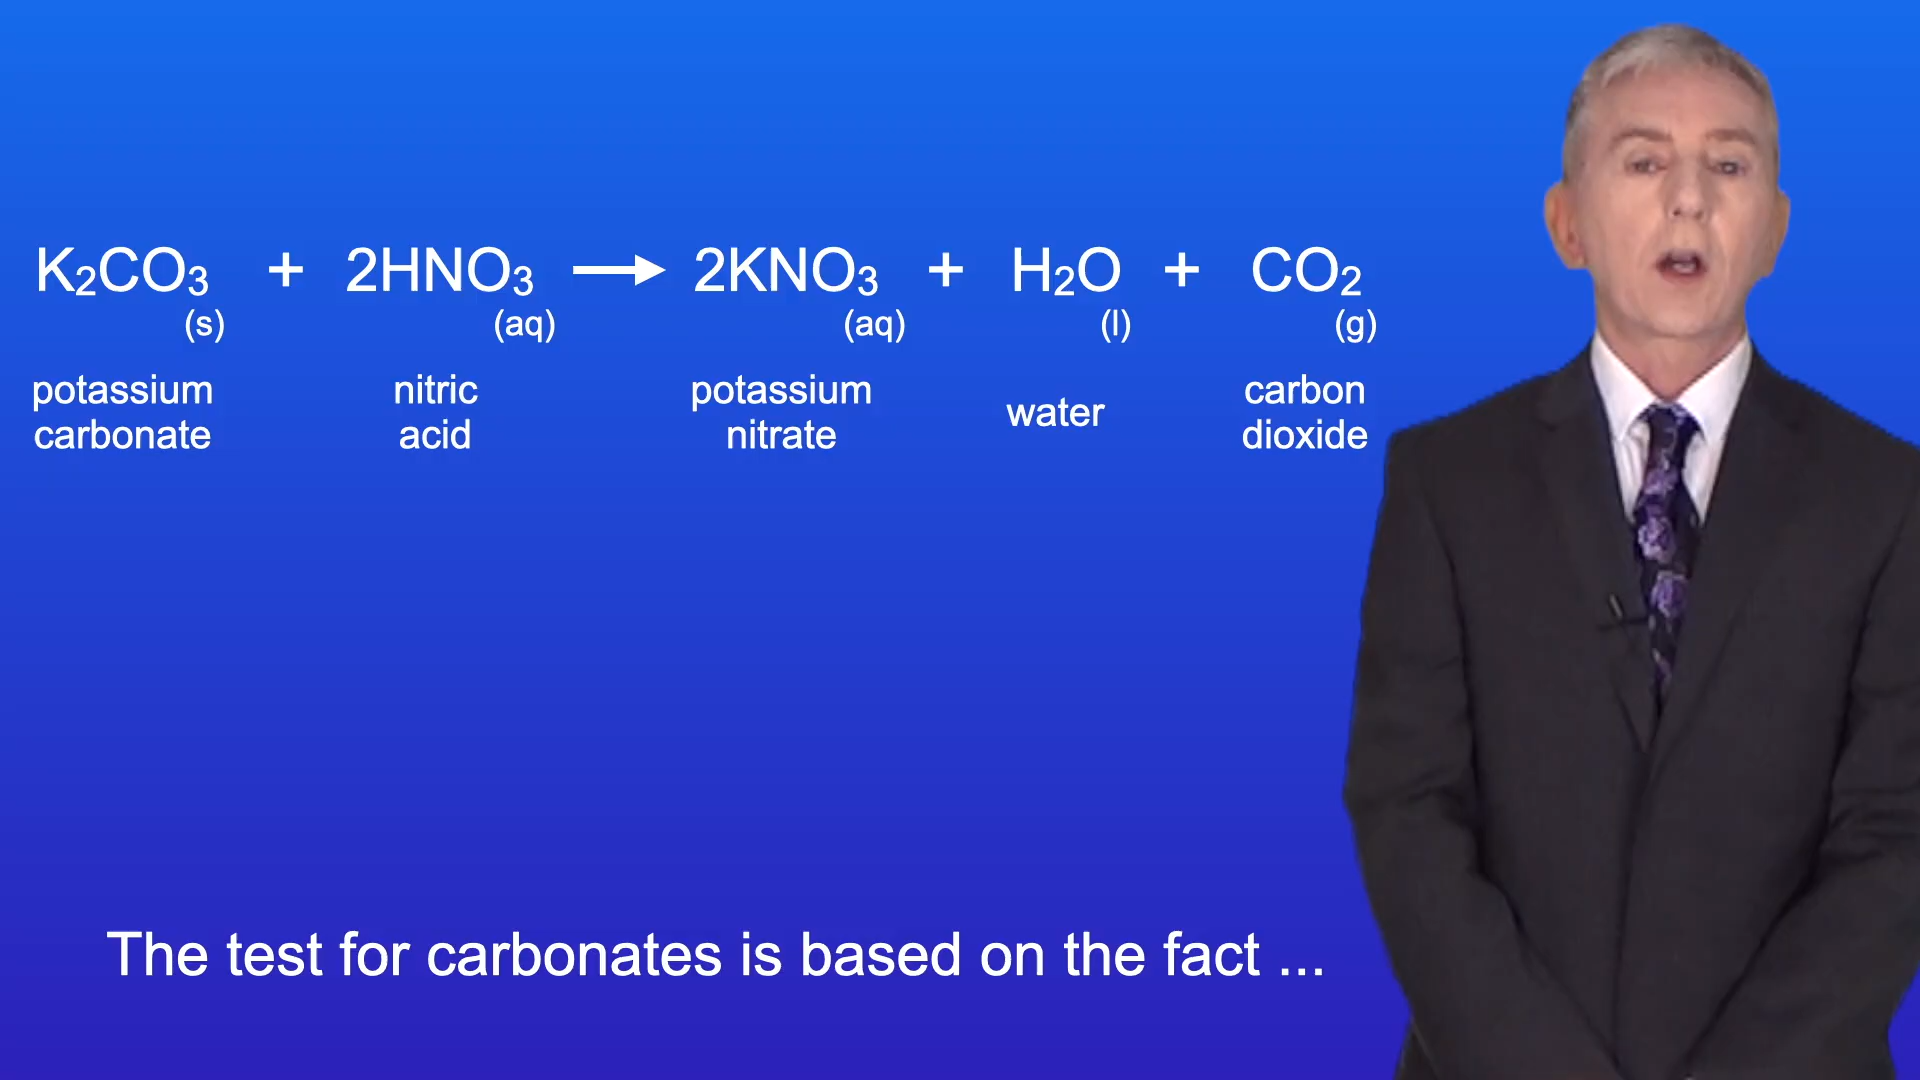 K₂CO₃ + 2HNO₃ → 2KNO₃ + H₂O + CO₂
(s) (aq) (aq) (l) (g)
potassium carbonate nitric acid potassium nitrate water carbon dioxide
The test for carbonates is based on the fact ...